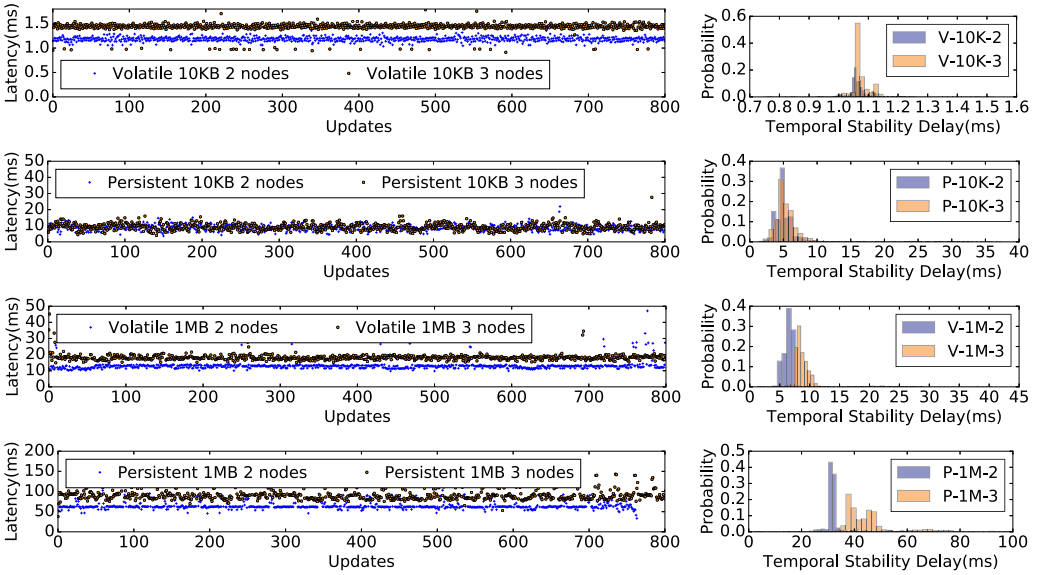 Latency(ms)
2.0
1.5
1.0
0.5
0.0
Volatile 10KB 2 nodes
Volatile 10KB 3 nodes
0 100 200 300 400 500 600 700 800
Updates
Probability
0.6
0.4
0.2
0.0
V-10K-2
V-10K-3
0.7 0.8 0.9 1.0 1.1 1.2 1.3 1.4 1.5 1.6
Temporal Stability Delay(ms)
Latency(ms)
50
40
30
20
10
0
Persistent 10KB 2 nodes
Persistent 10KB 3 nodes
0 100 200 300 400 500 600 700 800
Updates
Probability
0.4
0.3
0.2
0.1
0.0
P-10K-2
P-10K-3
0 5 10 15 20 25 30 35 40
Temporal Stability Delay(ms)
Latency(ms)
50
40
30
20
10
0
Volatile 1MB 2 nodes
Volatile 1MB 3 nodes
0 100 200 300 400 500 600 700 800
Updates
Probability
0.4
0.3
0.2
0.1
0.0
V-1M-2
V-1M-3
0 5 10 15 20 25 30 35 40 45
Temporal Stability Delay(ms)
Latency(ms)
200
150
100
50
0
Persistent 1MB 2 nodes
Persistent 1MB 3 nodes
0 100 200 300 400 500 600 700 800
Updates
Probability
0.5
0.4
0.3
0.2
0.1
0.0
P-1M-2
P-1M-3
0 20 40 60 80 100
Temporal Stability Delay(ms)